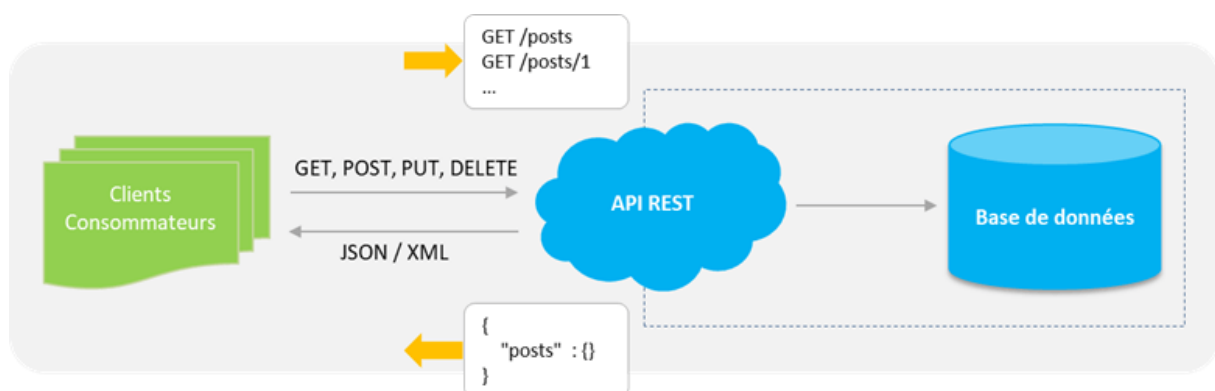 GET /posts
GET /posts/1
...
Clients
Consommateurs
GET, POST, PUT, DELETE
JSON / XML
API REST
Base de données
{
"posts" : {}
}